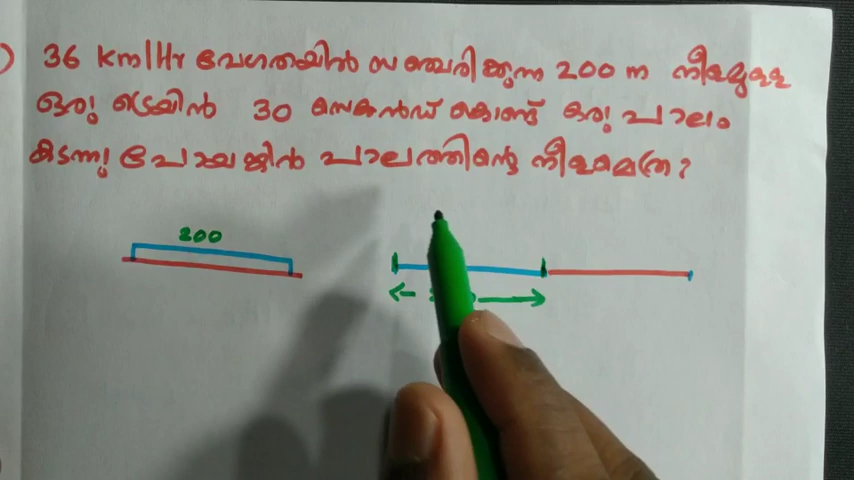 ) 36 Km/Hr വേഗതയിൽ സഞ്ചരിക്കുന്ന 200 m നീളമുള്ള
ഒരു ട്രെയിൻ 30 സെകൻഡ് കൊണ്ട് ഒരു പാലം
കടന്നു പോയെങ്കിൽ പാലത്തിന്റെ നീളമെത്ര?
200